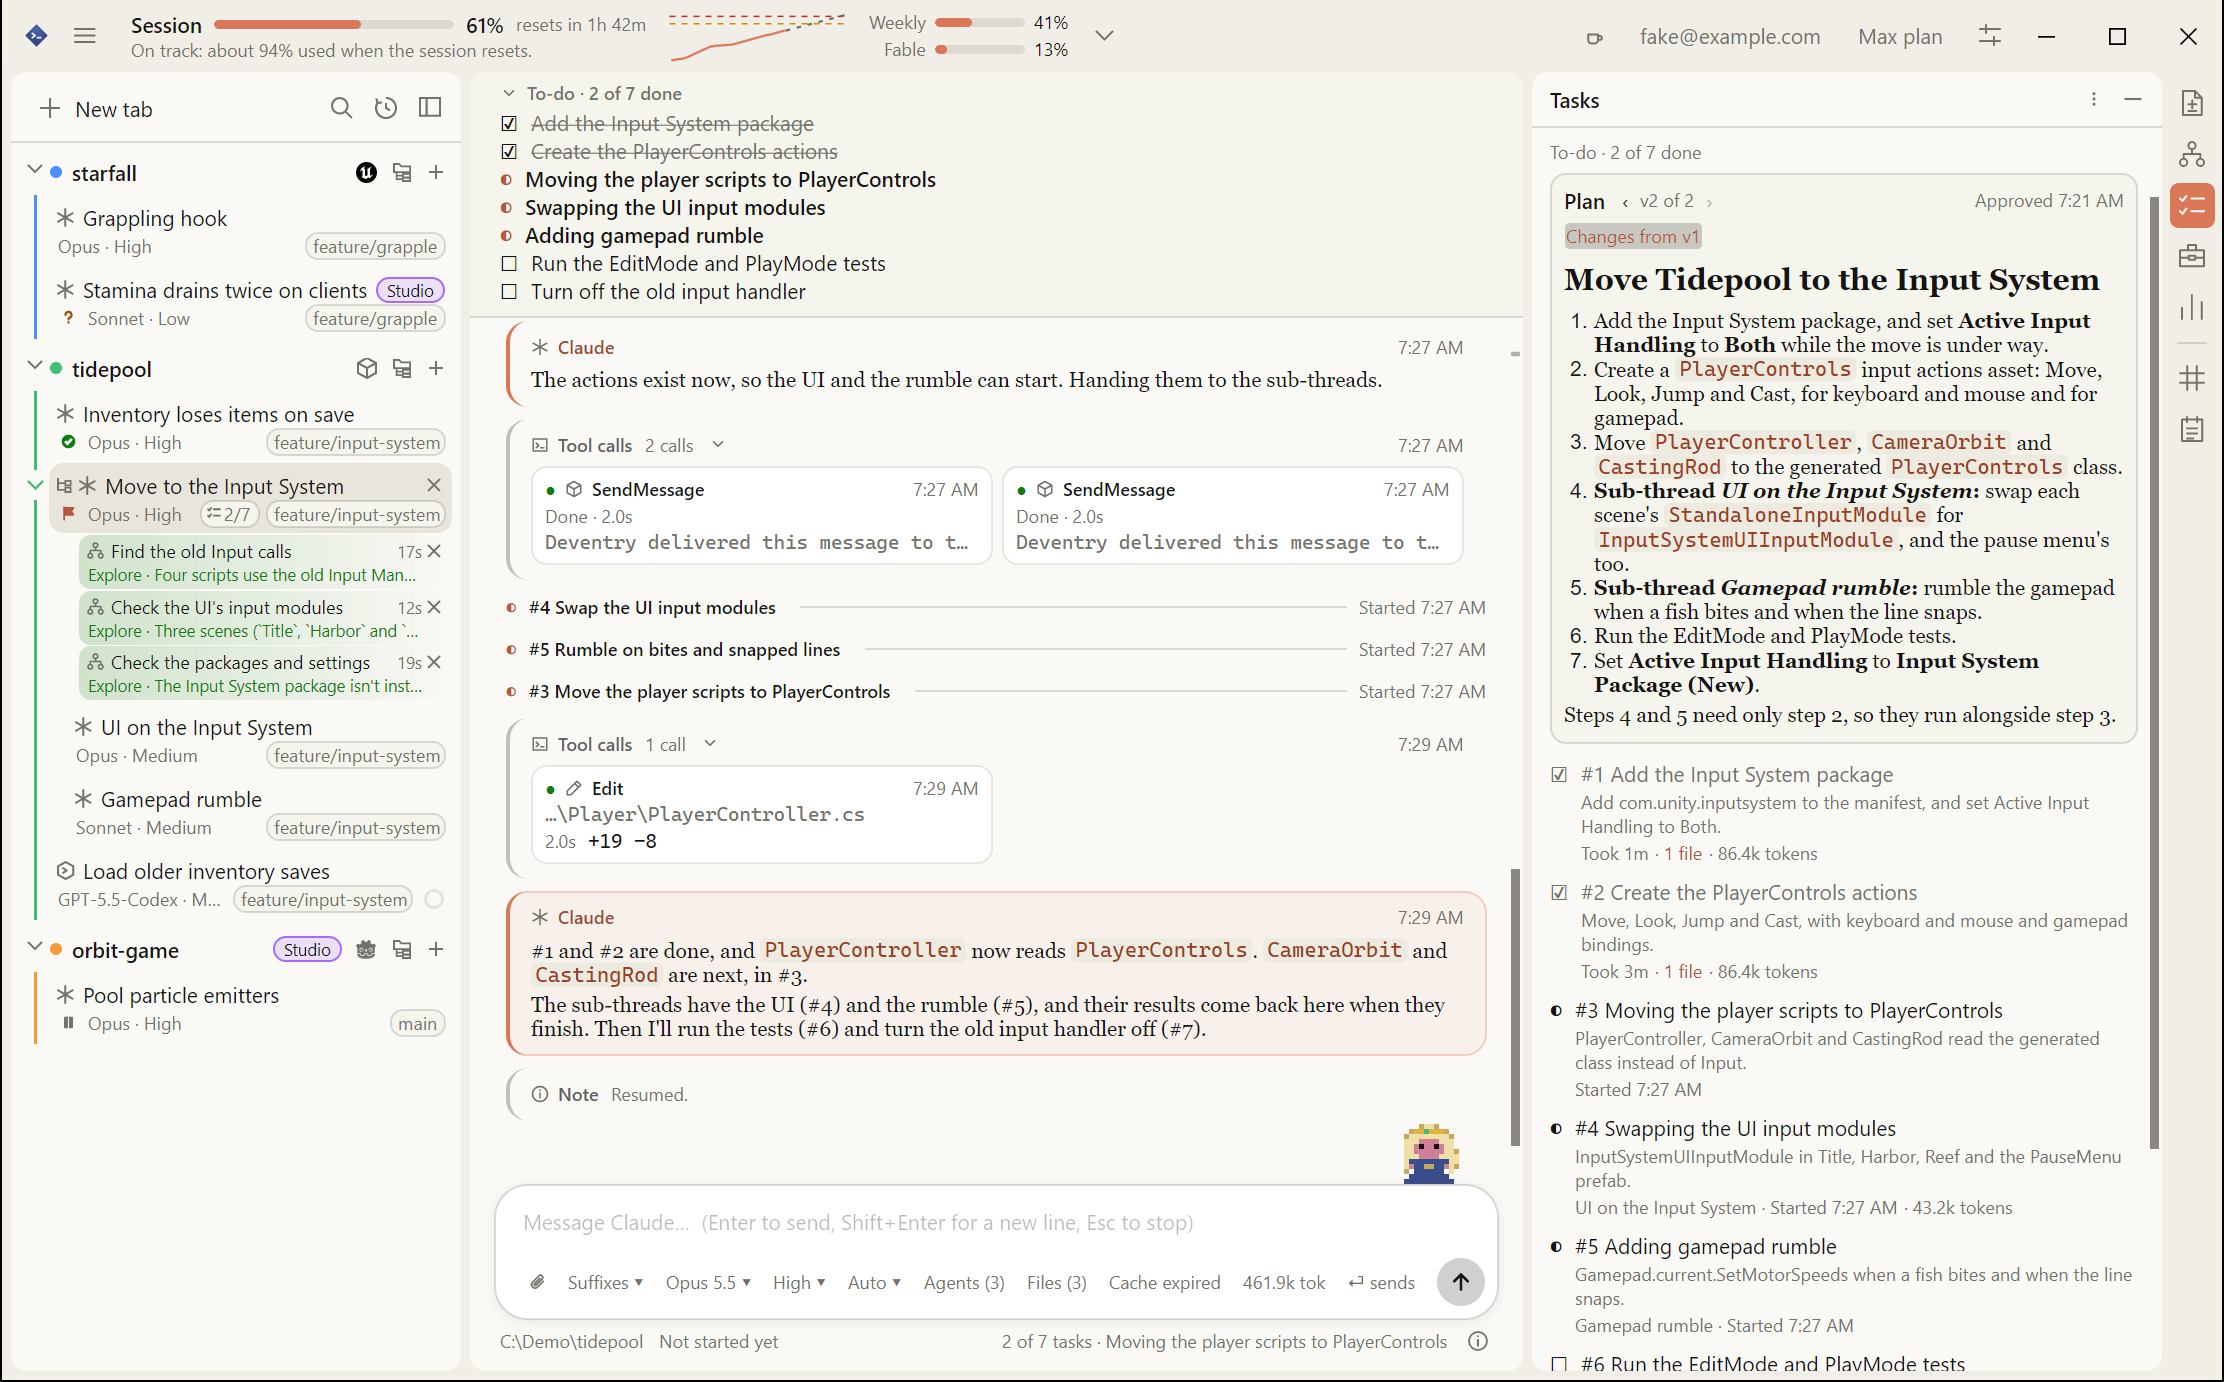 Session 61% resets in 1h 42m
On track: about 94% used when the session resets.
Weekly 41%
Fable 13%
fake@example.com Max plan
New tab
starfall
Grappling hook
Opus · High feature/grapple
Stamina drains twice on clients Studio
? Sonnet · Low feature/grapple
tidepool
Inventory loses items on save
Opus · High feature/input-system
Move to the Input System
Opus · High 2/7 feature/input-system
Find the old Input calls 17s
Explore · Four scripts use the old Input Man...
Check the UI's input modules 12s
Explore · Three scenes (`Title`, `Harbor` and `...
Check the packages and settings 19s
Explore · The Input System package isn't inst...
UI on the Input System
Opus · Medium feature/input-system
Gamepad rumble
Sonnet · Medium feature/input-system
Load older inventory saves
GPT-5.5-Codex · M... feature/input-system
orbit-game Studio
Pool particle emitters
Opus · High main
To-do · 2 of 7 done
Add the Input System package
Create the PlayerControls actions
Moving the player scripts to PlayerControls
Swapping the UI input modules
Adding gamepad rumble
Run the EditMode and PlayMode tests
Turn off the old input handler
Claude 7:27 AM
The actions exist now, so the UI and the rumble can start. Handing them to the sub-threads.
Tool calls 2 calls 7:27 AM
SendMessage 7:27 AM
Done · 2.0s
Deventry delivered this message to t...
SendMessage 7:27 AM
Done · 2.0s
Deventry delivered this message to t...
#4 Swap the UI input modules Started 7:27 AM
#5 Rumble on bites and snapped lines Started 7:27 AM
#3 Move the player scripts to PlayerControls Started 7:27 AM
Tool calls 1 call 7:29 AM
Edit 7:29 AM
...\Player\PlayerController.cs
2.0s +19 −8
Claude 7:29 AM
#1 and #2 are done, and PlayerController now reads PlayerControls. CameraOrbit and
CastingRod are next, in #3.
The sub-threads have the UI (#4) and the rumble (#5), and their results come back here when they
finish. Then I'll run the tests (#6) and turn the old input handler off (#7).
Note Resumed.
Message Claude... (Enter to send, Shift+Enter for a new line, Esc to stop)
Suffixes Opus 5.5 High Auto Agents (3) Files (3) Cache expired 461.9k tok sends
C:\Demo\tidepool Not started yet 2 of 7 tasks · Moving the player scripts to PlayerControls
Tasks
To-do · 2 of 7 done
Plan ‹ v2 of 2 › Approved 7:21 AM
Changes from v1
Move Tidepool to the Input System
1. Add the Input System package, and set Active Input
Handling to Both while the move is under way.
2. Create a PlayerControls input actions asset: Move,
Look, Jump and Cast, for keyboard and mouse and for
gamepad.
3. Move PlayerController, CameraOrbit and
CastingRod to the generated PlayerControls class.
4. Sub-thread UI on the Input System: swap each
scene's StandaloneInputModule for
InputSystemUIInputModule, and the pause menu's
too.
5. Sub-thread Gamepad rumble: rumble the gamepad
when a fish bites and when the line snaps.
6. Run the EditMode and PlayMode tests.
7. Set Active Input Handling to Input System
Package (New).
Steps 4 and 5 need only step 2, so they run alongside step 3.
#1 Add the Input System package
Add com.unity.inputsystem to the manifest, and set Active Input
Handling to Both.
Took 1m · 1 file · 86.4k tokens
#2 Create the PlayerControls actions
Move, Look, Jump and Cast, with keyboard and mouse and gamepad
bindings.
Took 3m · 1 file · 86.4k tokens
#3 Moving the player scripts to PlayerControls
PlayerController, CameraOrbit and CastingRod read the generated
class instead of Input.
Started 7:27 AM
#4 Swapping the UI input modules
InputSystemUIInputModule in Title, Harbor, Reef and the PauseMenu
prefab.
UI on the Input System · Started 7:27 AM · 43.2k tokens
#5 Adding gamepad rumble
Gamepad.current.SetMotorSpeeds when a fish bites and when the line
snaps.
Gamepad rumble · Started 7:27 AM
#6 Run the EditMode and PlayMode tests